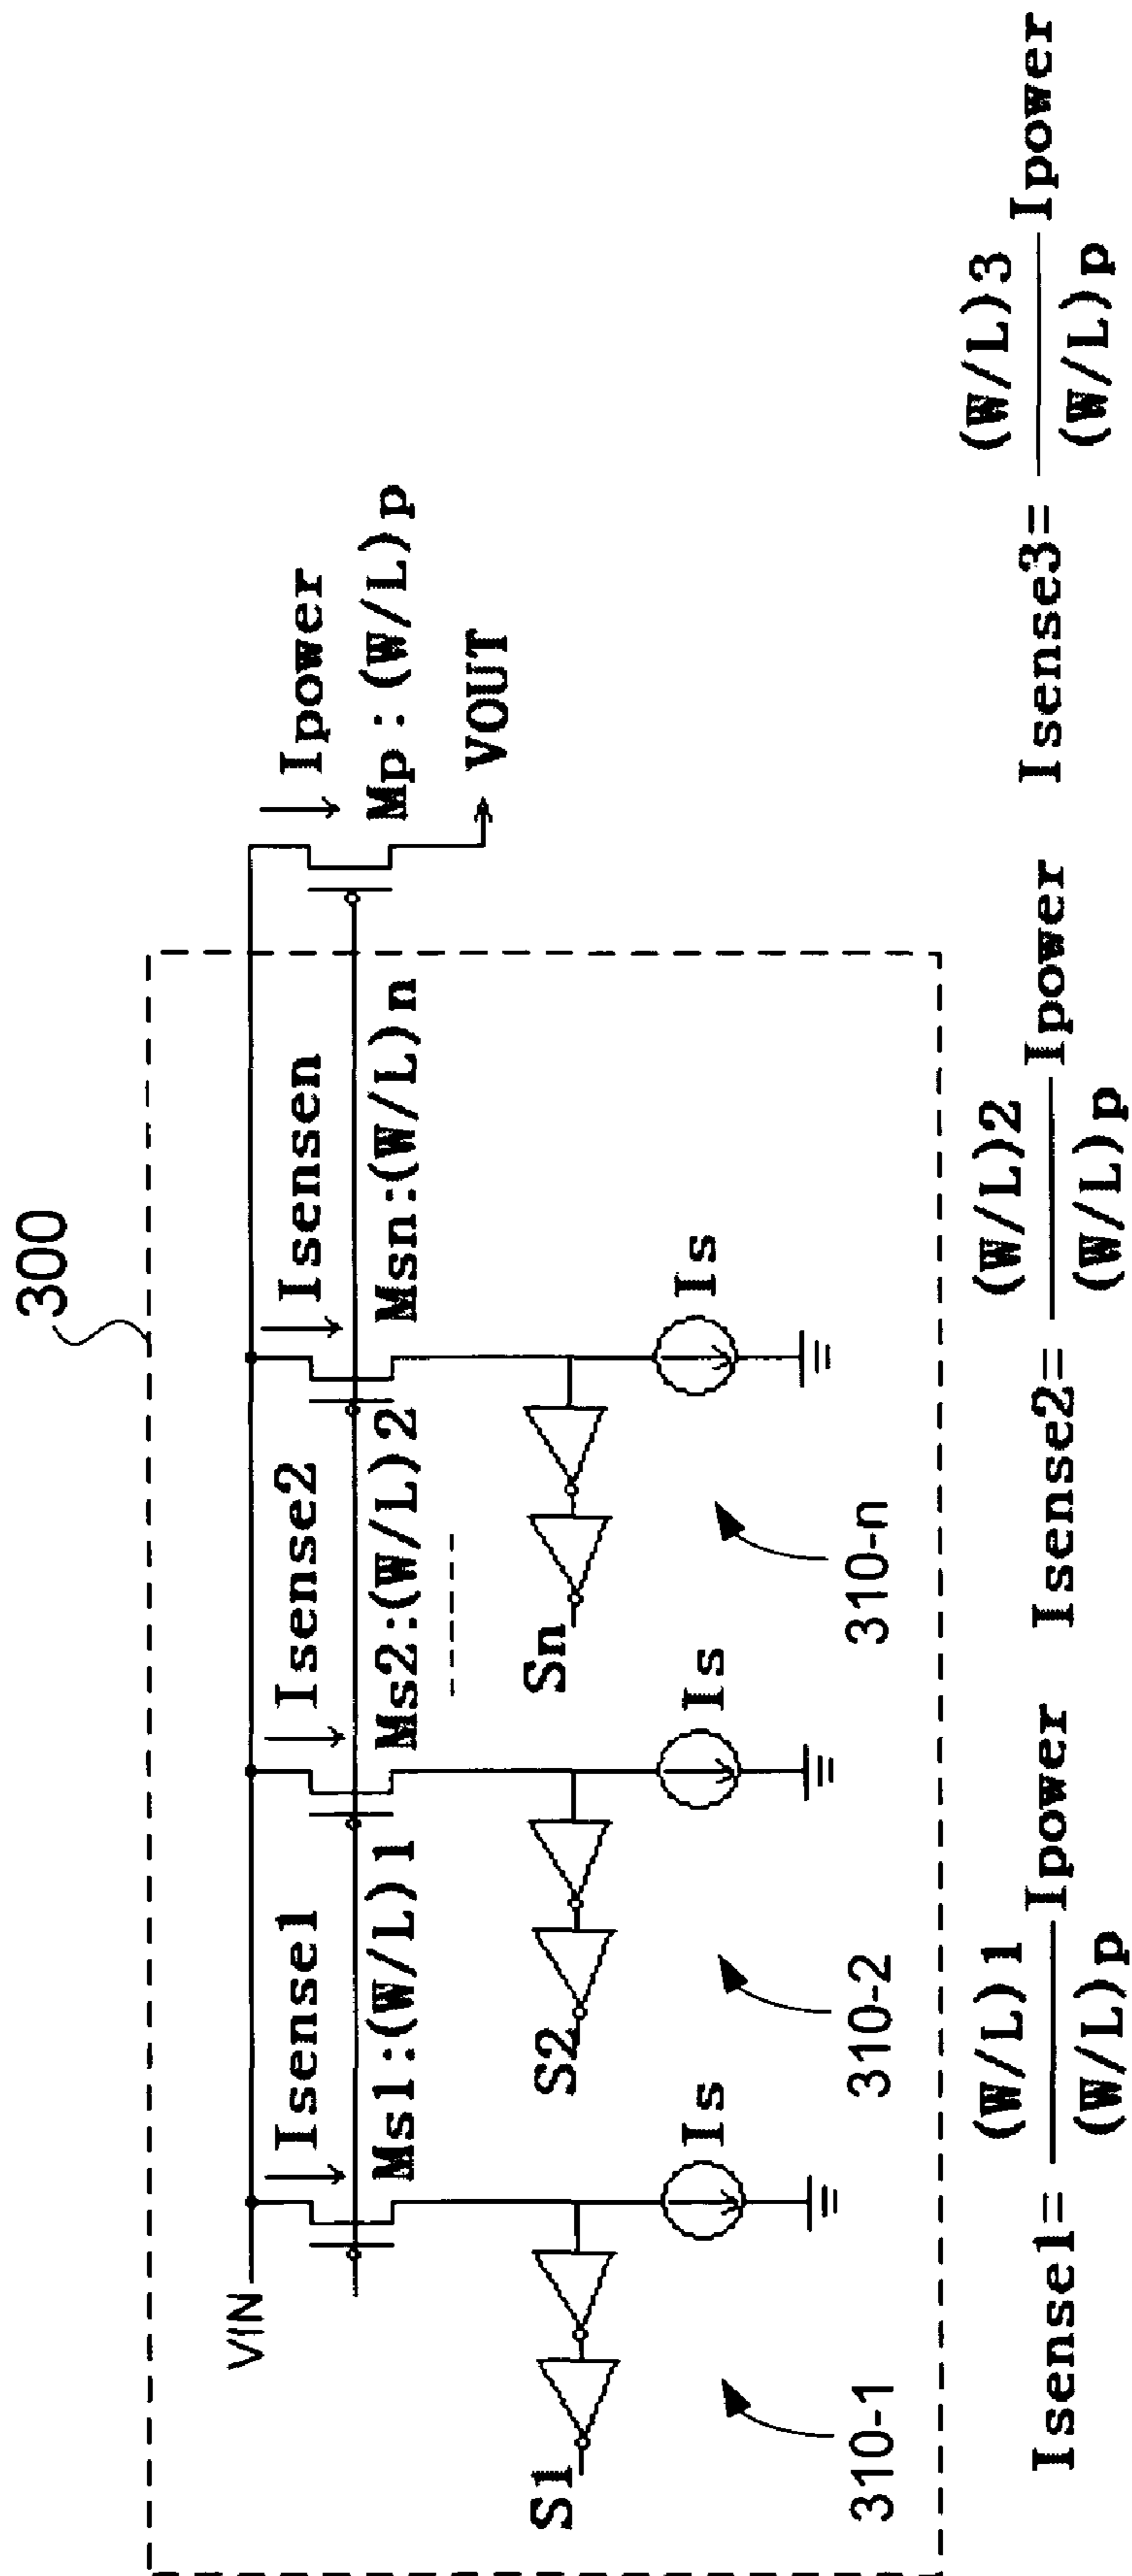 300
VIN
Isense1
Isense2
Isensen
Ipower
Ms1:(W/L)1
Ms2:(W/L)2
Msn:(W/L)n
Mp:(W/L)p
VOUT
S1
S2
Sn
Is
Is
Is
310-1
310-2
310-n
Isense1= (W/L)1 / (W/L)p Ipower
Isense2= (W/L)2 / (W/L)p Ipower
Isense3= (W/L)3 / (W/L)p Ipower